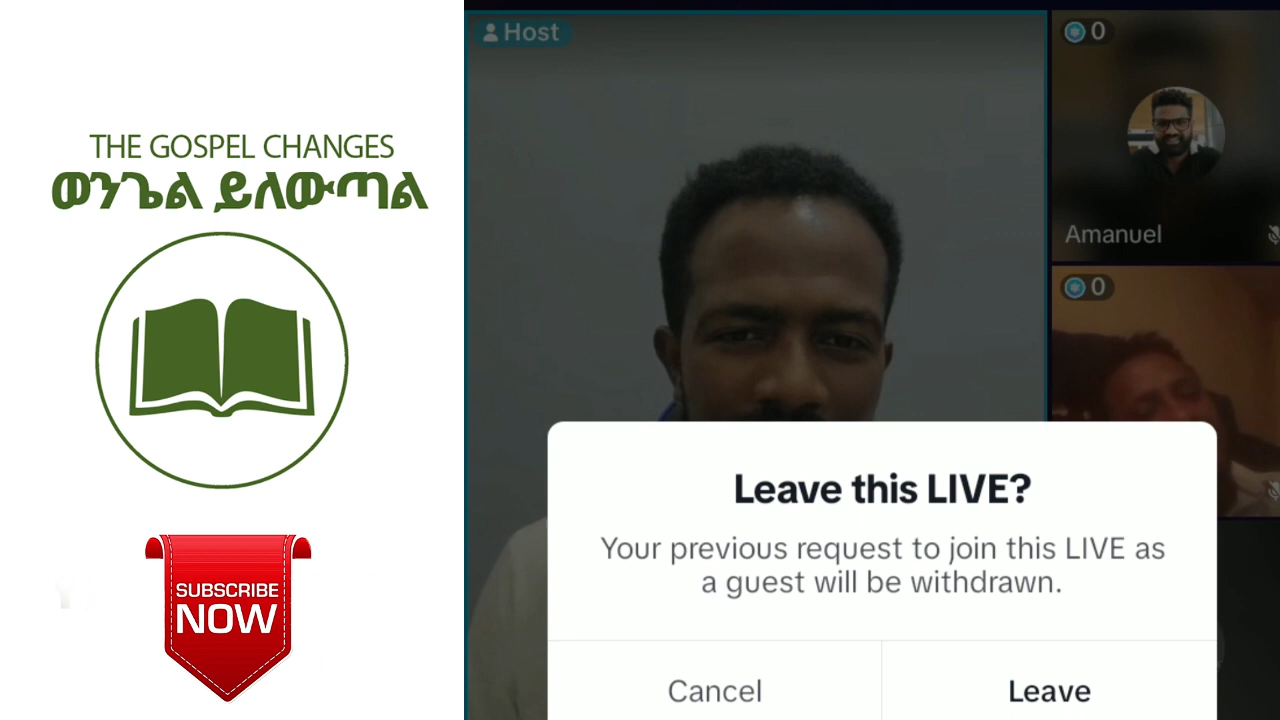 THE GOSPEL CHANGES
ወንጌል ይለውጣል
SUBSCRIBE
NOW
Host
0
Amanuel
0
Leave this LIVE?
Your previous request to join this LIVE as
a guest will be withdrawn.
Cancel
Leave